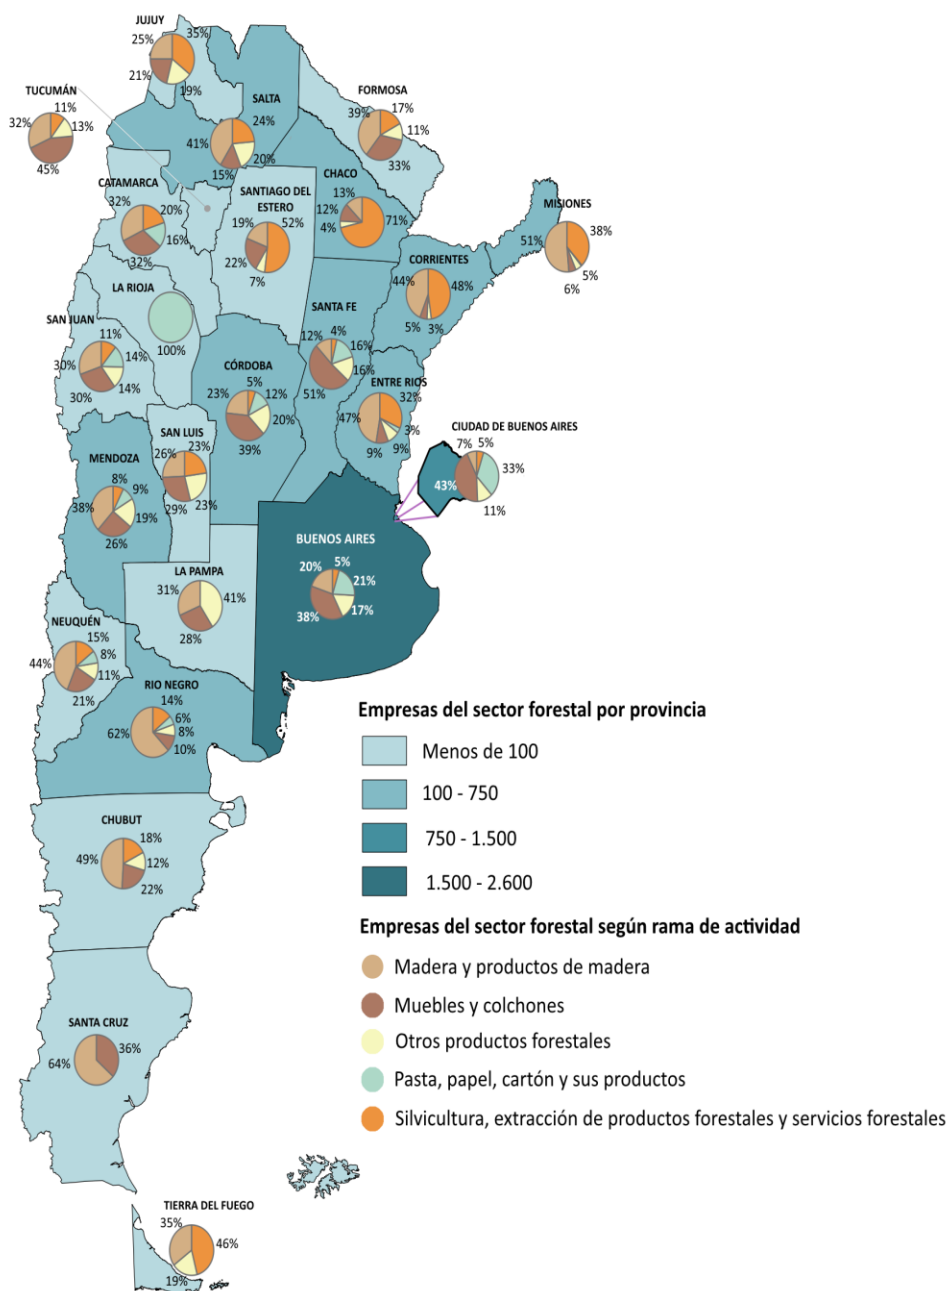 JUJUY
25%
35%
21%
19%
TUCUMÁN
11%
32%
13%
45%
SALTA
24%
41%
20%
15%
FORMOSA
39%
17%
11%
33%
CATAMARCA
32%
20%
16%
32%
SANTIAGO DEL
ESTERO
19%
52%
22%
7%
CHACO
13%
12%
71%
4%
MISIONES
51%
38%
5%
6%
CORRIENTES
44%
48%
5%
3%
LA RIOJA
100%
SAN JUAN
11%
14%
30%
14%
30%
SANTA FE
12%
4%
16%
16%
51%
CÓRDOBA
5%
23%
12%
20%
39%
ENTRE RIOS
32%
47%
3%
9%
9%
CIUDAD DE BUENOS AIRES
7%
5%
33%
43%
11%
SAN LUIS
26%
23%
29%
23%
MENDOZA
8%
9%
38%
19%
26%
BUENOS AIRES
20%
5%
21%
38%
17%
LA PAMPA
31%
41%
28%
NEUQUÉN
15%
8%
44%
11%
21%
RIO NEGRO
14%
6%
62%
8%
10%
CHUBUT
18%
49%
12%
22%
SANTA CRUZ
36%
64%
TIERRA DEL FUEGO
35%
46%
19%
Empresas del sector forestal por provincia
Menos de 100
100 - 750
750 - 1.500
1.500 - 2.600
Empresas del sector forestal según rama de actividad
Madera y productos de madera
Muebles y colchones
Otros productos forestales
Pasta, papel, cartón y sus productos
Silvicultura, extracción de productos forestales y servicios forestales